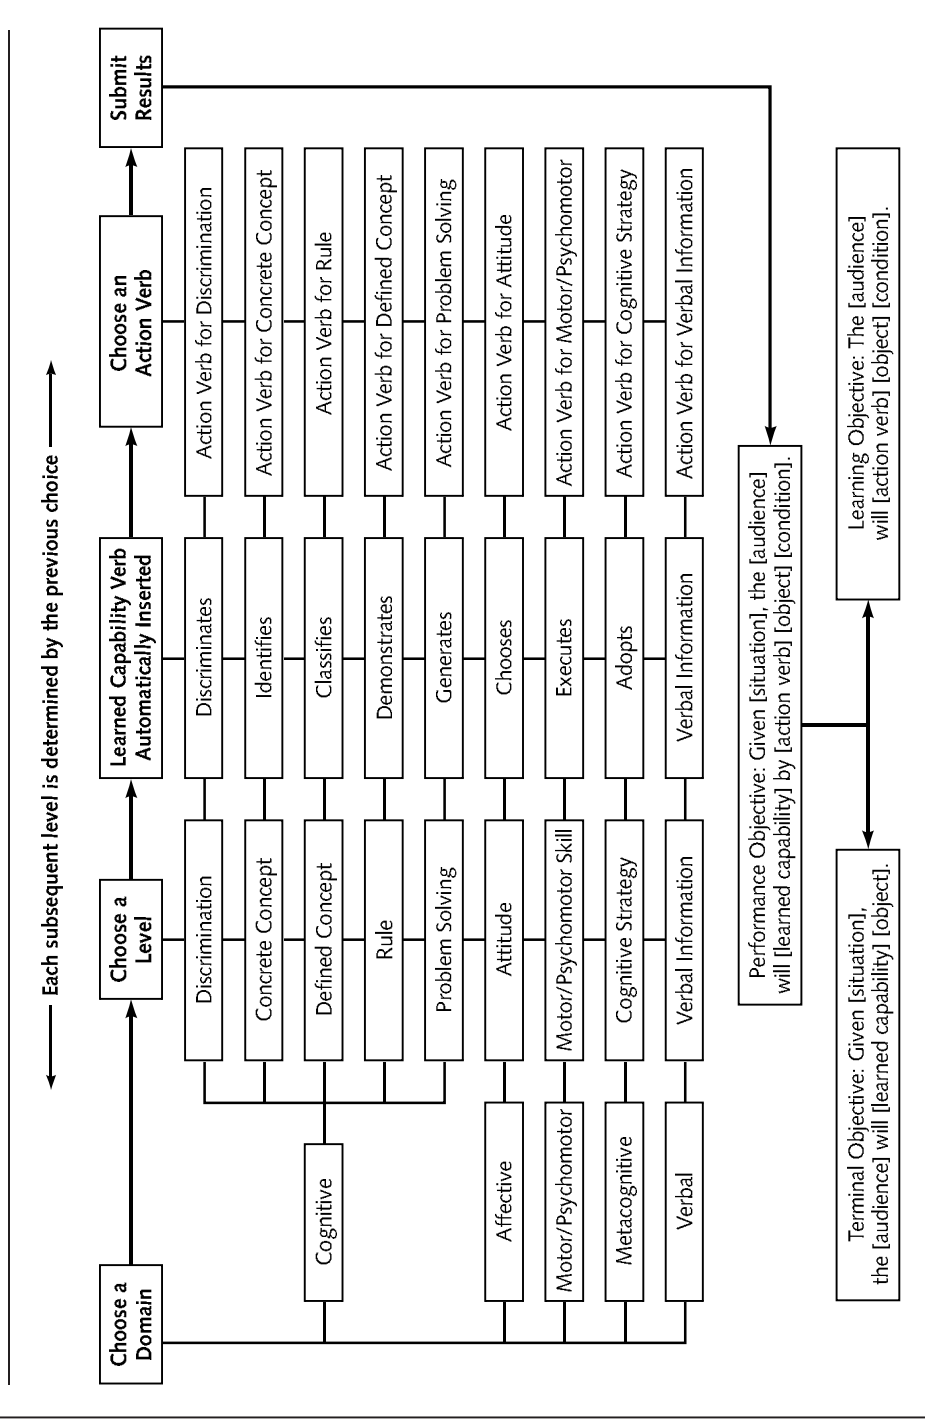 Each subsequent level is determined by the previous choice
Choose a
Domain
Choose a
Level
Learned Capability Verb
Automatically Inserted
Choose an
Action Verb
Submit
Results
Discrimination
Discriminates
Action Verb for Discrimination
Concrete Concept
Identifies
Action Verb for Concrete Concept
Cognitive
Defined Concept
Classifies
Action Verb for Rule
Rule
Demonstrates
Action Verb for Defined Concept
Problem Solving
Generates
Action Verb for Problem Solving
Affective
Attitude
Chooses
Action Verb for Attitude
Motor/Psychomotor
Motor/Psychomotor Skill
Executes
Action Verb for Motor/Psychomotor
Metacognitive
Cognitive Strategy
Adopts
Action Verb for Cognitive Strategy
Verbal
Verbal Information
Verbal Information
Action Verb for Verbal Information
Performance Objective: Given [situation], the [audience]
will [learned capability] by [action verb] [object] [condition].
Terminal Objective: Given [situation],
the [audience] will [learned capability] [object].
Learning Objective: The [audience]
will [action verb] [object] [condition].